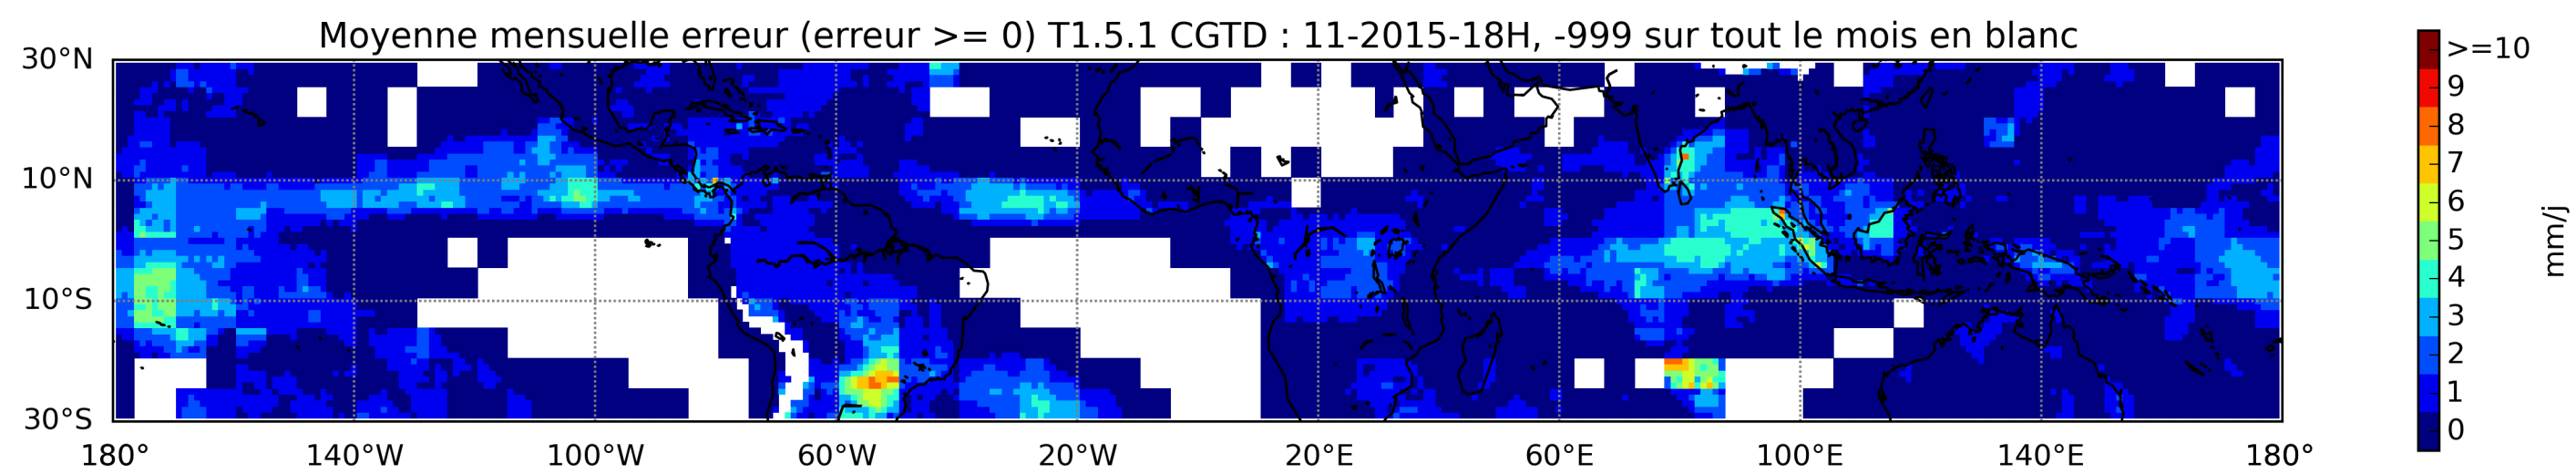 Moyenne mensuelle erreur (erreur >= 0) T1.5.1 CGTD : 11-2015-18H, -999 sur tout le mois en blanc
30°N
10°N
10°S
30°S
180° 140°W 100°W 60°W 20°W 20°E 60°E 100°E 140°E 180°
>=10
9
8
7
6
5
4
3
2
1
0
mm/j